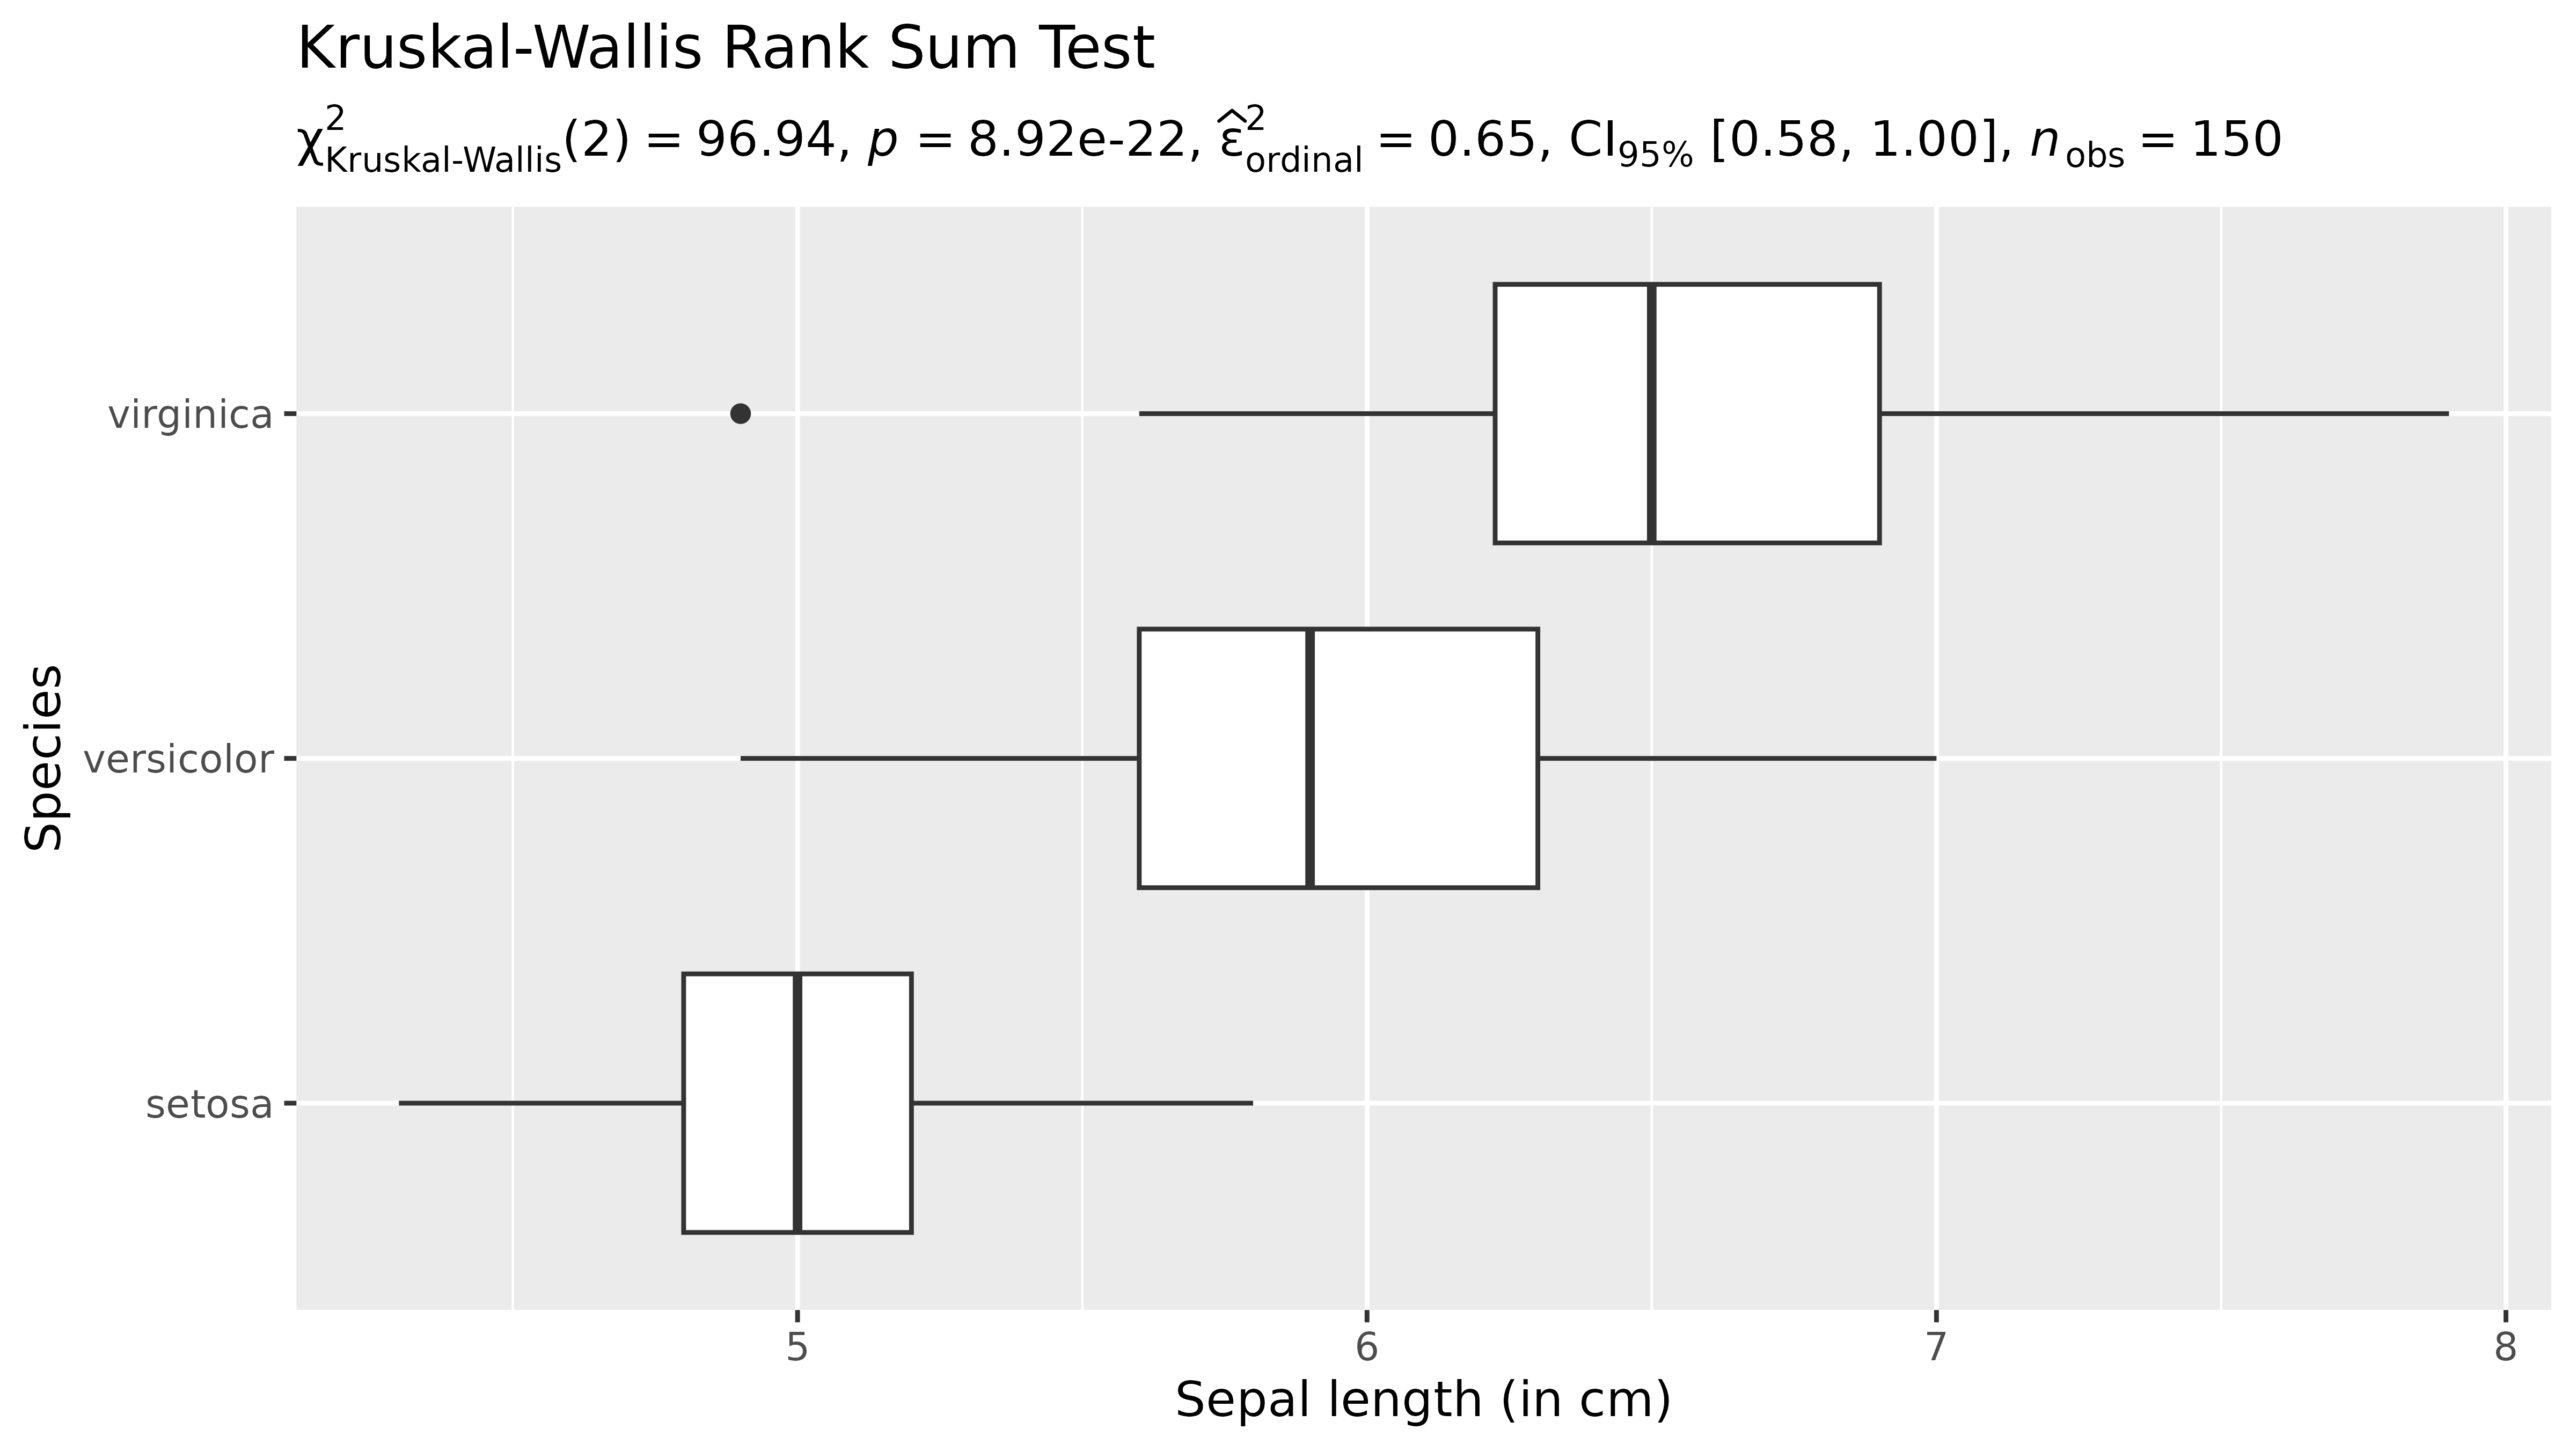 Kruskal-Wallis Rank Sum Test
χ²Kruskal-Wallis(2) = 96.94, p = 8.92e-22, ε̂²ordinal = 0.65, CI95% [0.58, 1.00], nobs = 150
virginica
versicolor
setosa
Species
5 6 7 8
Sepal length (in cm)